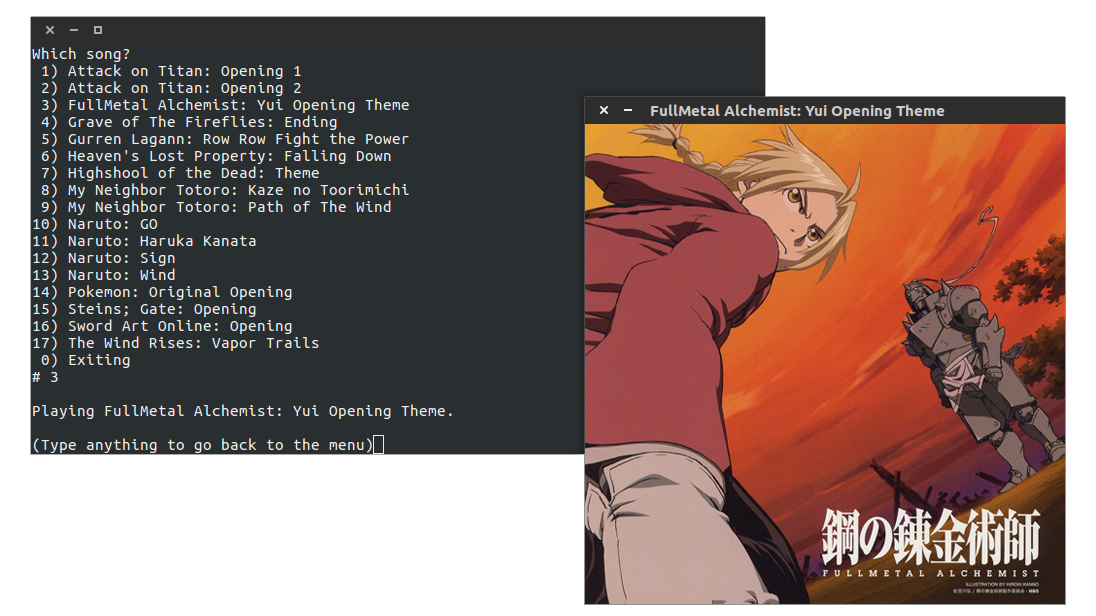 Which song?
1) Attack on Titan: Opening 1
2) Attack on Titan: Opening 2
3) FullMetal Alchemist: Yui Opening Theme
4) Grave of The Fireflies: Ending
5) Gurren Lagann: Row Row Fight the Power
6) Heaven's Lost Property: Falling Down
7) Highshool of the Dead: Theme
8) My Neighbor Totoro: Kaze no Toorimichi
9) My Neighbor Totoro: Path of The Wind
10) Naruto: GO
11) Naruto: Haruka Kanata
12) Naruto: Sign
13) Naruto: Wind
14) Pokemon: Original Opening
15) Steins; Gate: Opening
16) Sword Art Online: Opening
17) The Wind Rises: Vapor Trails
0) Exiting
# 3
Playing FullMetal Alchemist: Yui Opening Theme.
(Type anything to go back to the menu)
FullMetal Alchemist: Yui Opening Theme
鋼の錬金術師
FULLMETAL ALCHEMIST
ILLUSTRATION BY HIROKI KANNO
©荒川弘 / 鋼の錬金術師製作委員会・MBS